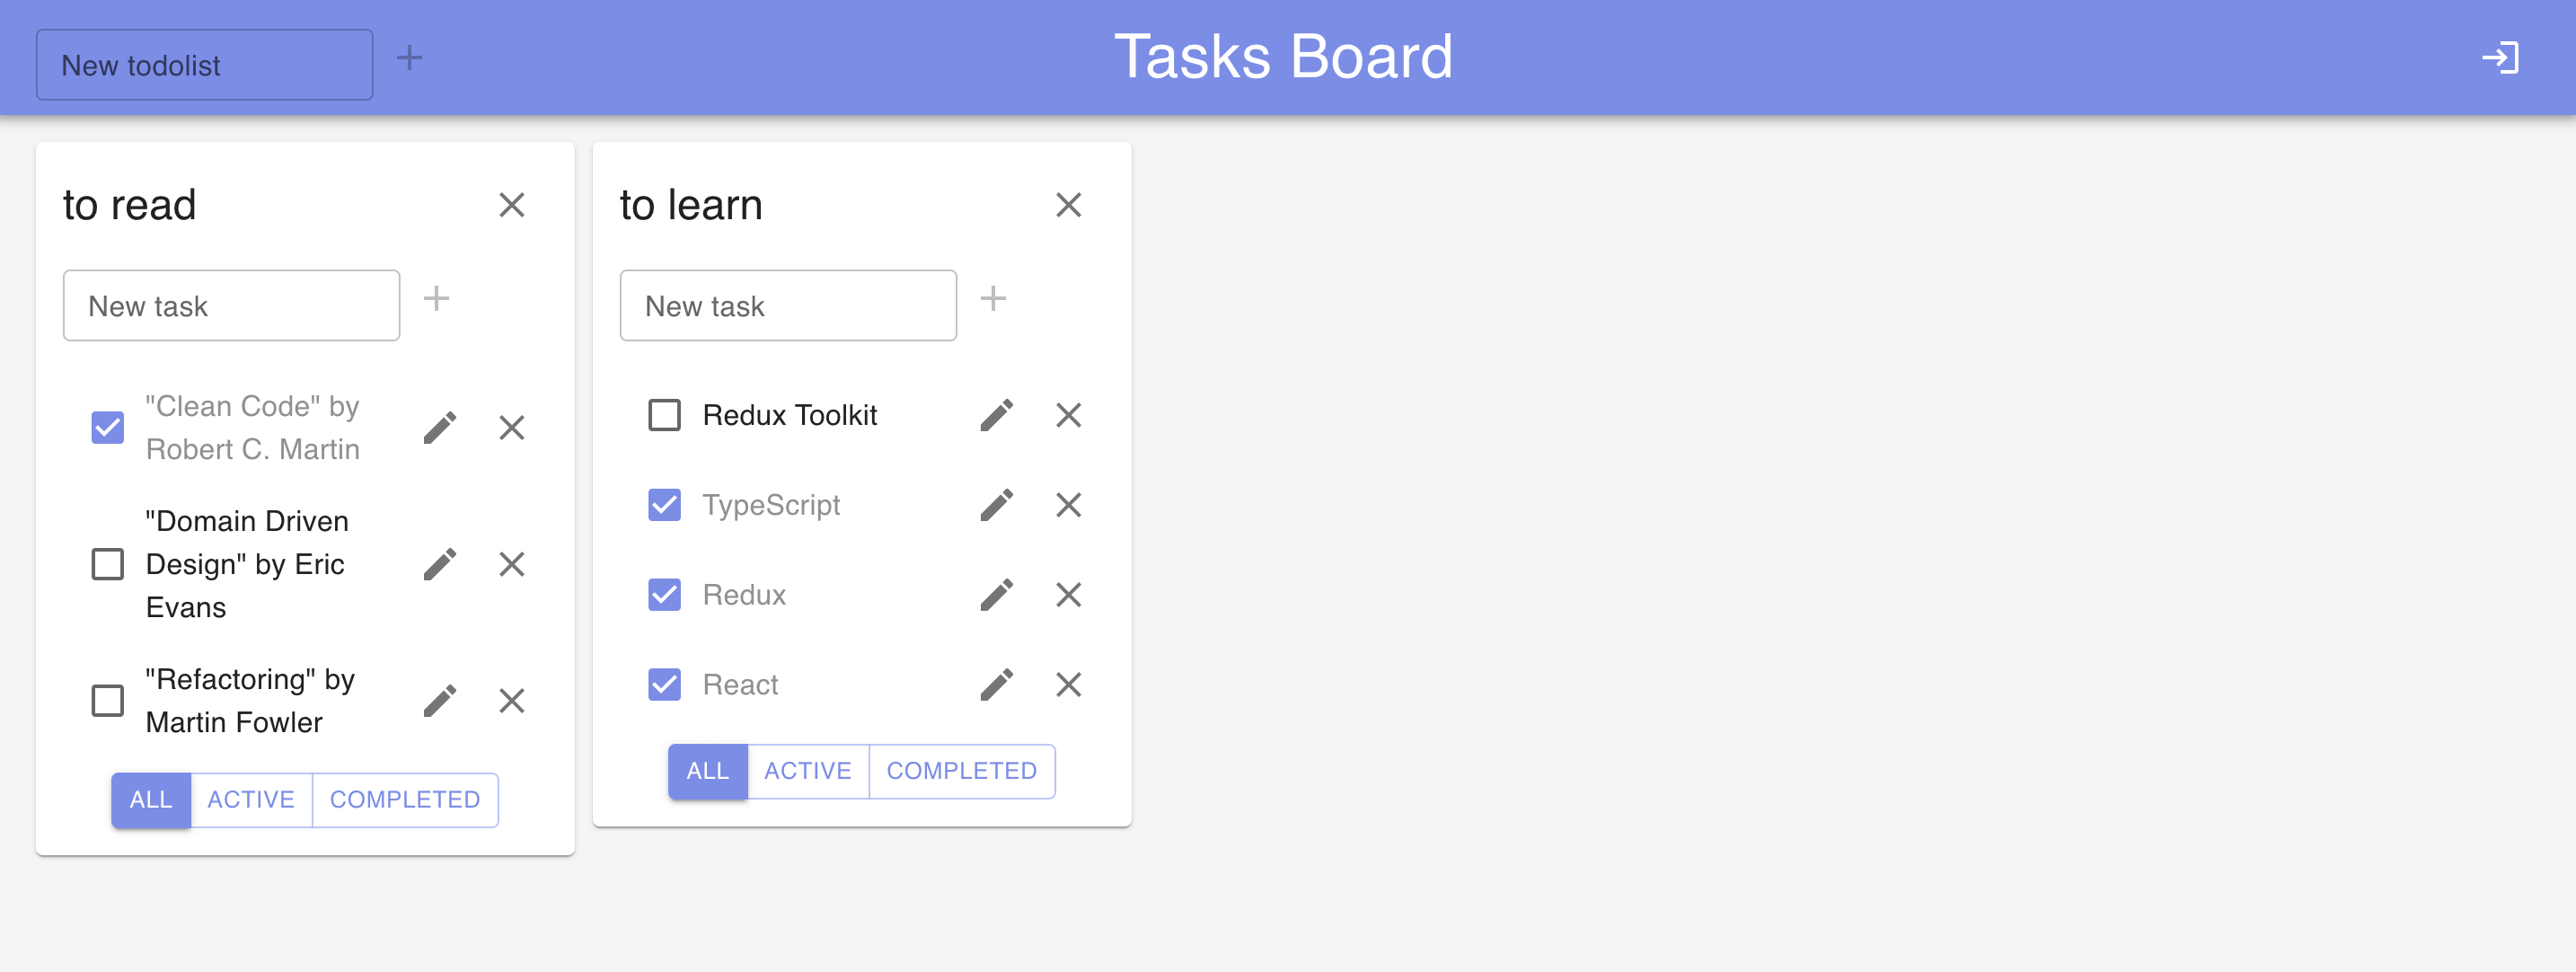 New todolist
Tasks Board
to read
New task
"Clean Code" by
Robert C. Martin
"Domain Driven
Design" by Eric
Evans
"Refactoring" by
Martin Fowler
ALL ACTIVE COMPLETED
to learn
New task
Redux Toolkit
TypeScript
Redux
React
ALL ACTIVE COMPLETED